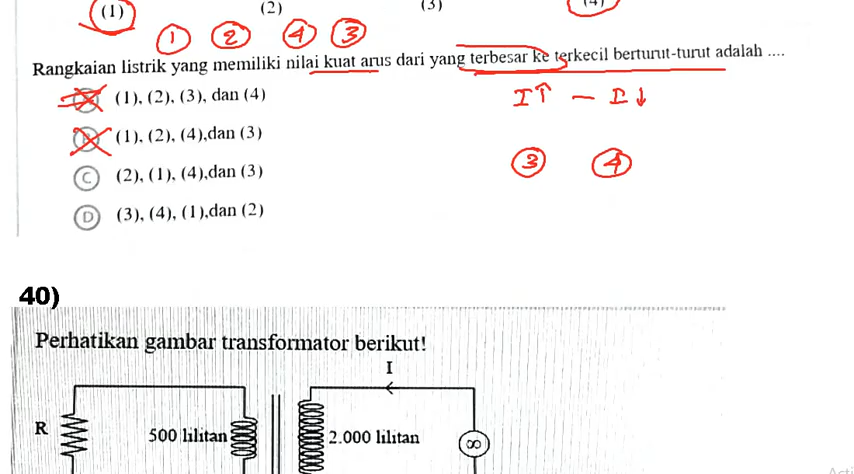 (1) (2) (3) (4)
1 2 4 3
Rangkaian listrik yang memiliki nilai kuat arus dari yang terbesar ke terkecil berturut-turut adalah ....
(1), (2), (3), dan (4)
I↑ - I↓
B (1), (2), (4),dan (3)
3 4
C (2), (1), (4),dan (3)
D (3), (4), (1),dan (2)
40)
Perhatikan gambar transformator berikut!
I
R 500 lilitan 2.000 lilitan ∞